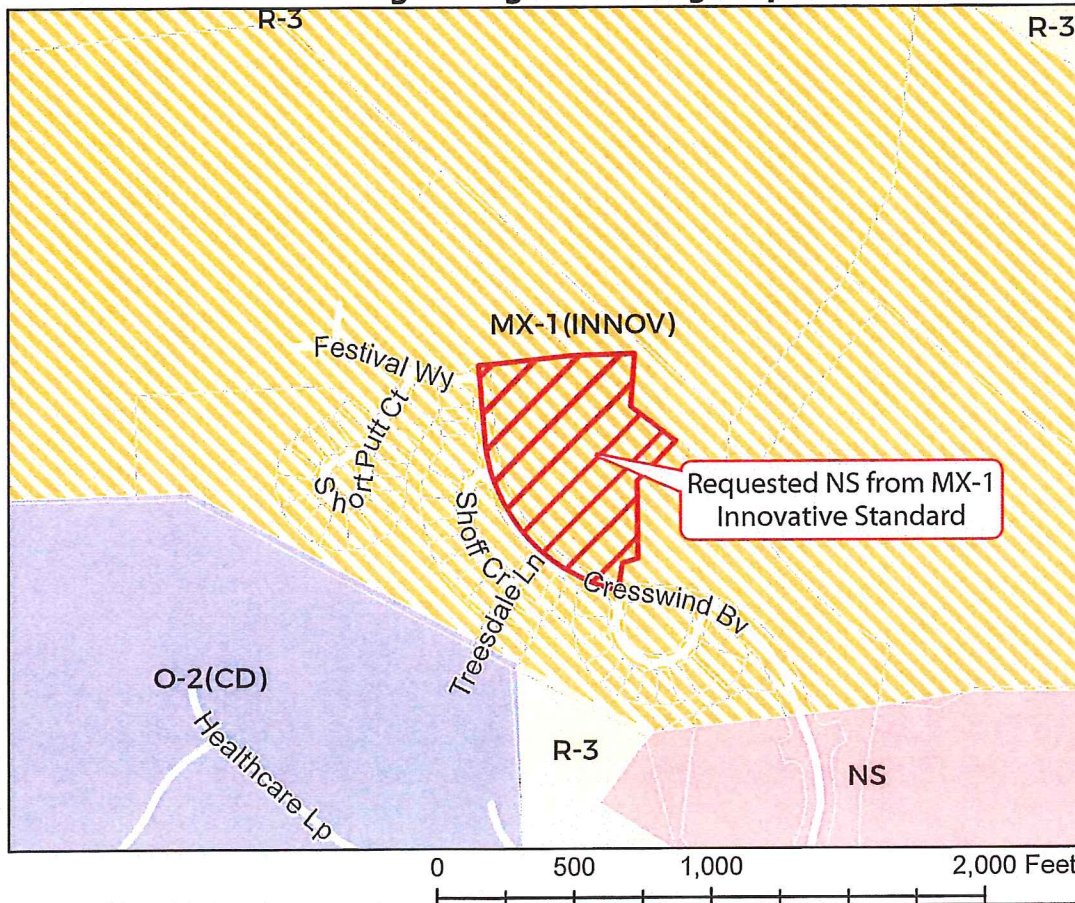 R-3
R-3
MX-1(INNOV)
Festival Wy
Short Putt Ct
Requested NS from MX-1
Innovative Standard
Shoff Cr
Treesdale Ln
Cresswind Bv
O-2(CD)
Healthcare Lp
R-3
NS
0 500 1,000 2,000 Feet